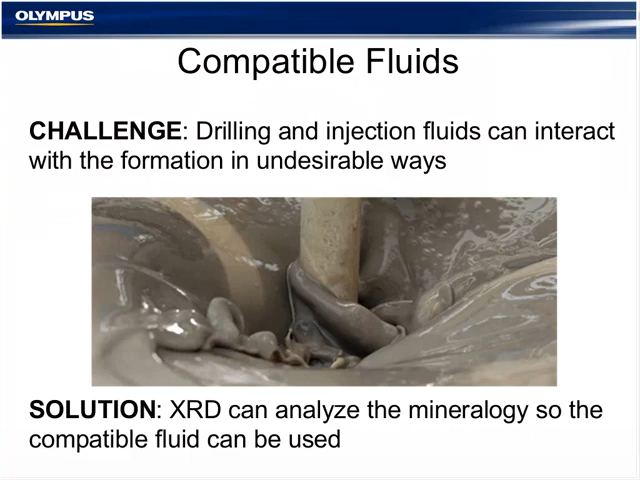 OLYMPUS
Compatible Fluids
CHALLENGE: Drilling and injection fluids can interact
with the formation in undesirable ways
SOLUTION: XRD can analyze the mineralogy so the
compatible fluid can be used